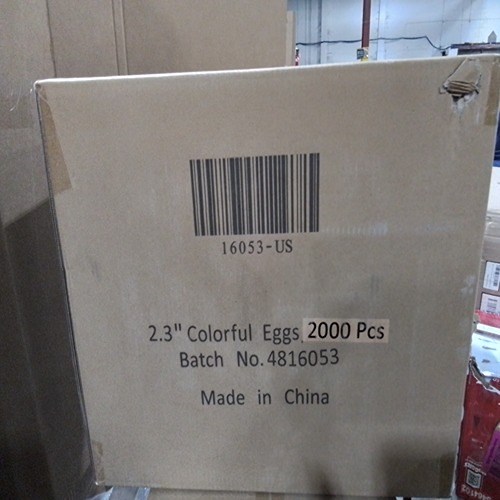 16053-US
2.3" Colorful Eggs 2000 Pcs
Batch No. 4816053
Made in China